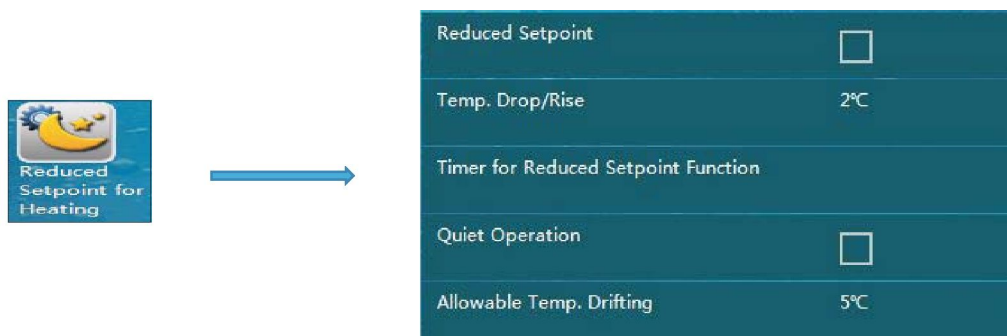 Reduced
Setpoint for
Heating
Reduced Setpoint
Temp. Drop/Rise 2℃
Timer for Reduced Setpoint Function
Quiet Operation
Allowable Temp. Drifting 5℃